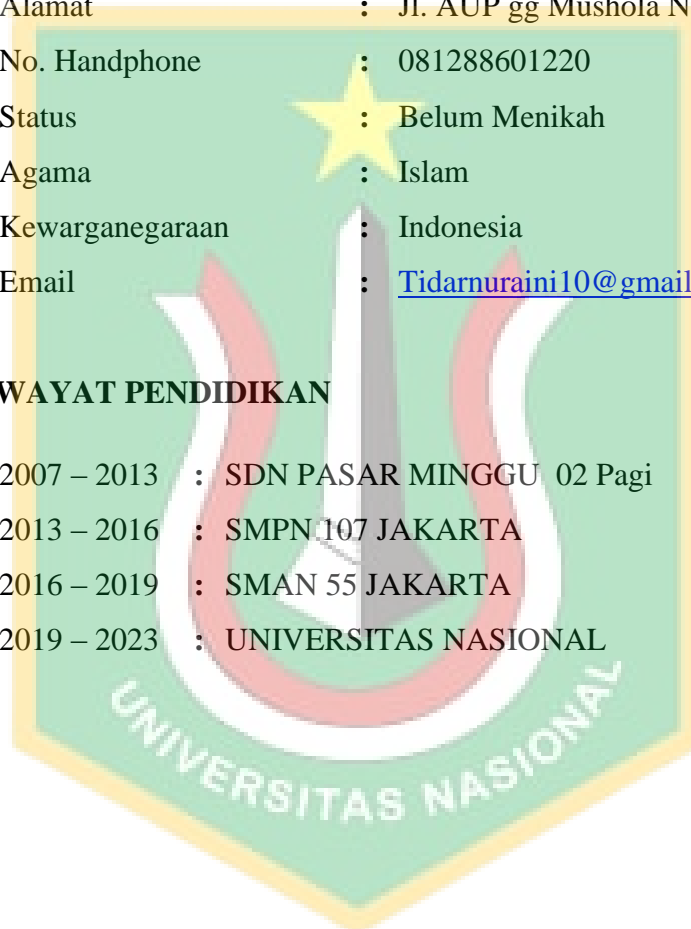 Alamat : Jl. AUP gg Mushola N
No. Handphone : 081288601220
Status : Belum Menikah
Agama : Islam
Kewarganegaraan : Indonesia
Email : Tidarnuraini10@gmail
WAYAT PENDIDIKAN
2007 – 2013 : SDN PASAR MINGGU 02 Pagi
2013 – 2016 : SMPN 107 JAKARTA
2016 – 2019 : SMAN 55 JAKARTA
2019 – 2023 : UNIVERSITAS NASIONAL
UNIVERSITAS NASIONAL